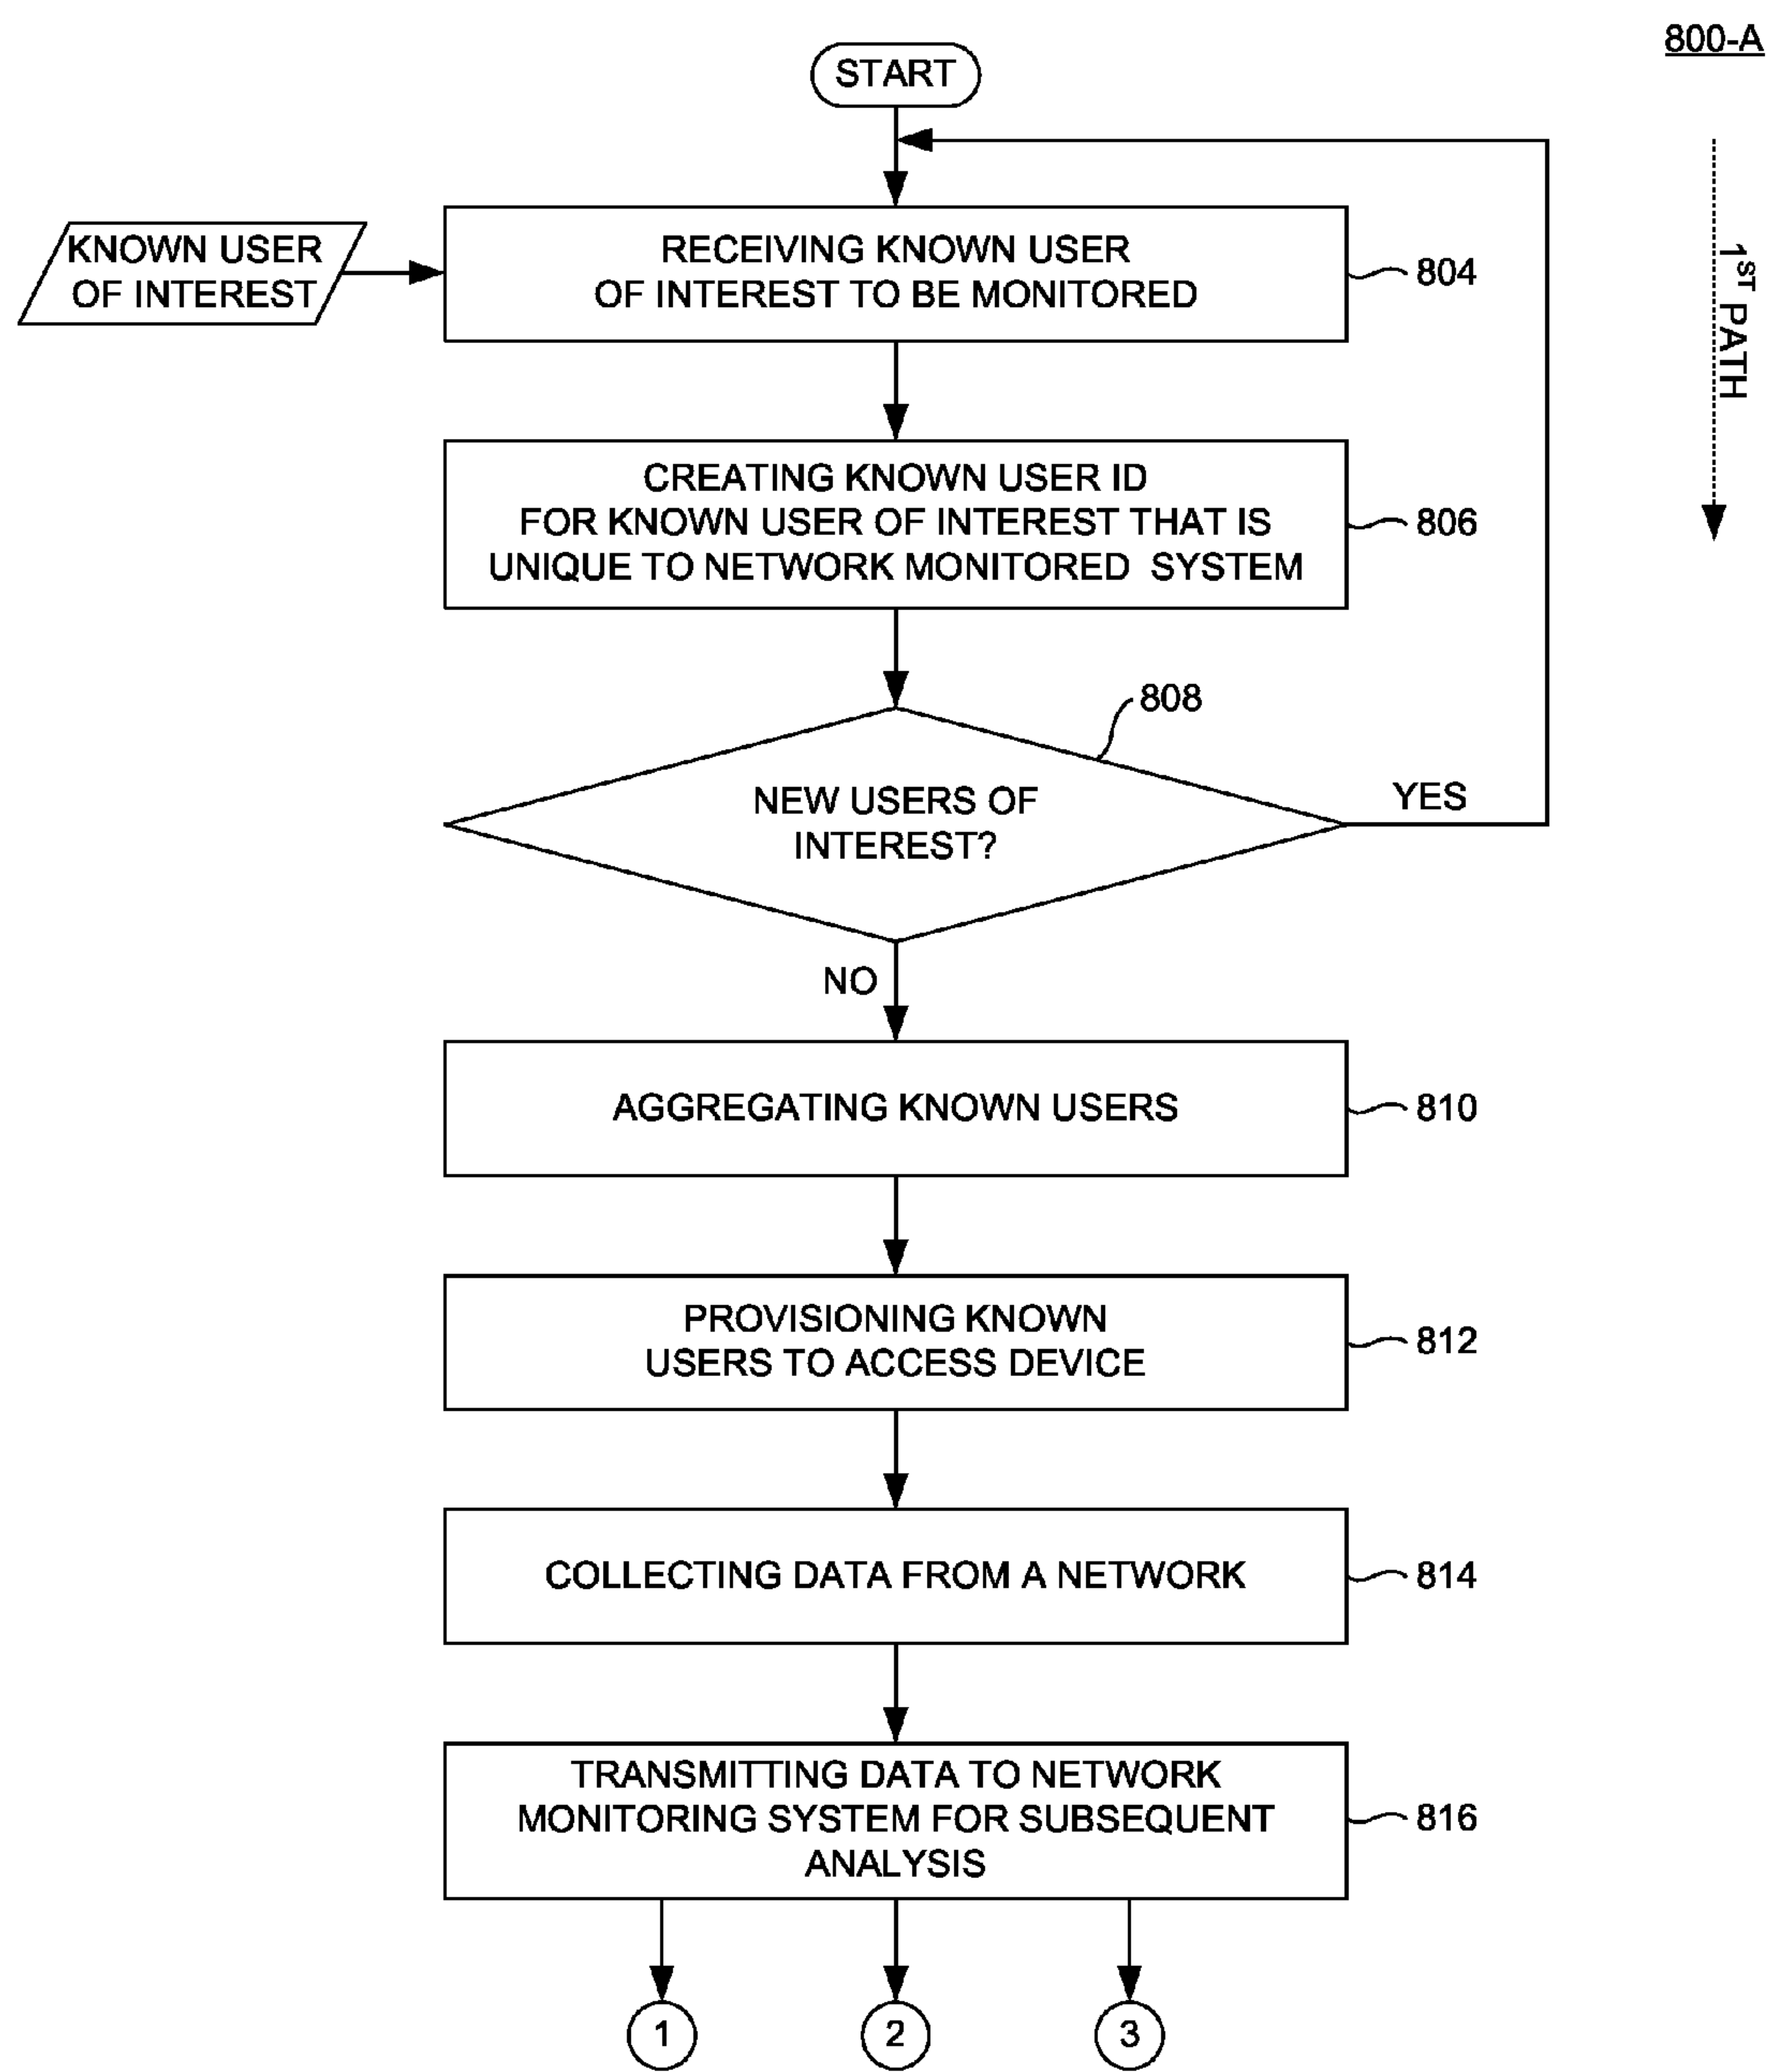 800-A
START
KNOWN USER
OF INTEREST
RECEIVING KNOWN USER
OF INTEREST TO BE MONITORED
804
1ST PATH
CREATING KNOWN USER ID
FOR KNOWN USER OF INTEREST THAT IS
UNIQUE TO NETWORK MONITORED SYSTEM
806
808
NEW USERS OF
INTEREST?
YES
NO
AGGREGATING KNOWN USERS
810
PROVISIONING KNOWN
USERS TO ACCESS DEVICE
812
COLLECTING DATA FROM A NETWORK
814
TRANSMITTING DATA TO NETWORK
MONITORING SYSTEM FOR SUBSEQUENT
ANALYSIS
816
1
2
3